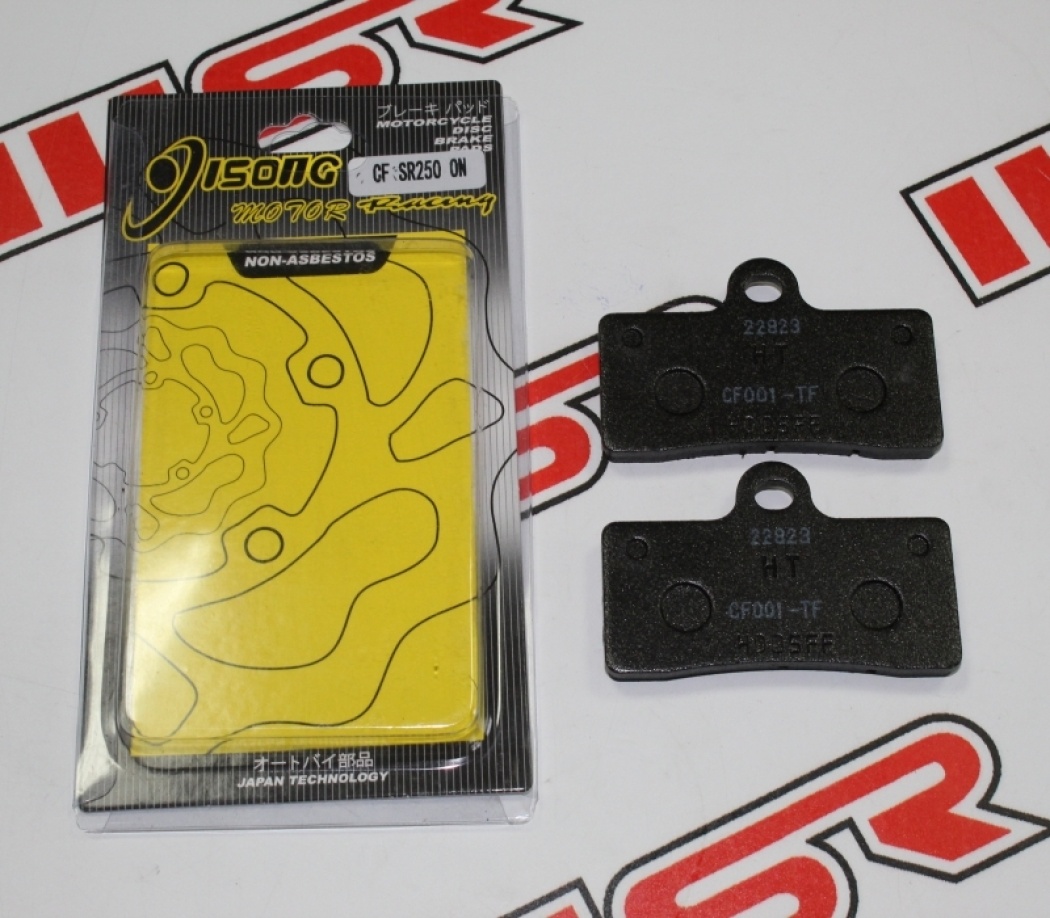 ブレーキ パッド
MOTORCYCLE
DISC
BRAKE
PADS
JISONG
CF SR250 ON
MOTOR Racing
NON-ASBESTOS
オートバイ部品
JAPAN TECHNOLOGY
22823
HT
CF001-TF
22823
HT
CF001-TF